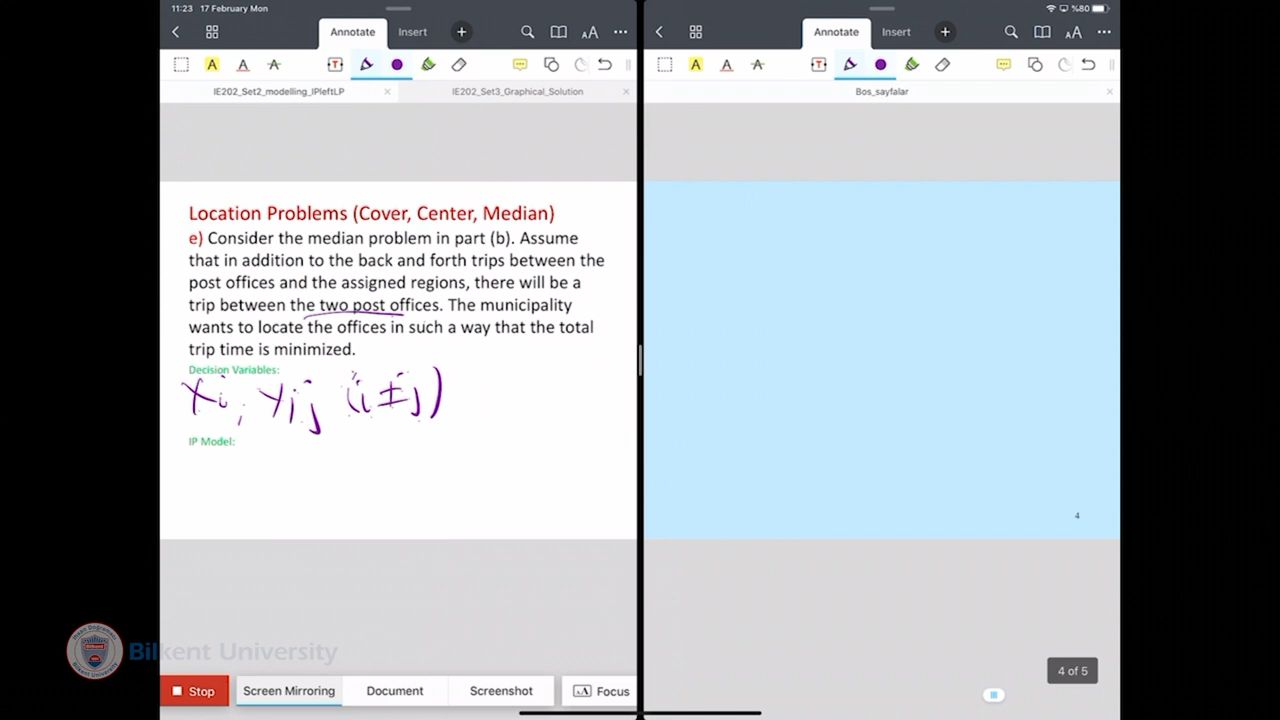 11:23 17 February Mon
%80
Annotate Insert
Annotate Insert
IE202_Set2_modelling_IPleftLP
IE202_Set3_Graphical_Solution
Bos_sayfalar
Location Problems (Cover, Center, Median)
e) Consider the median problem in part (b). Assume
that in addition to the back and forth trips between the
post offices and the assigned regions, there will be a
trip between the two post offices. The municipality
wants to locate the offices in such a way that the total
trip time is minimized.
Decision Variables:
xi, yij (i≠j)
IP Model:
4
Bilkent University
4 of 5
Stop Screen Mirroring Document Screenshot AA Focus